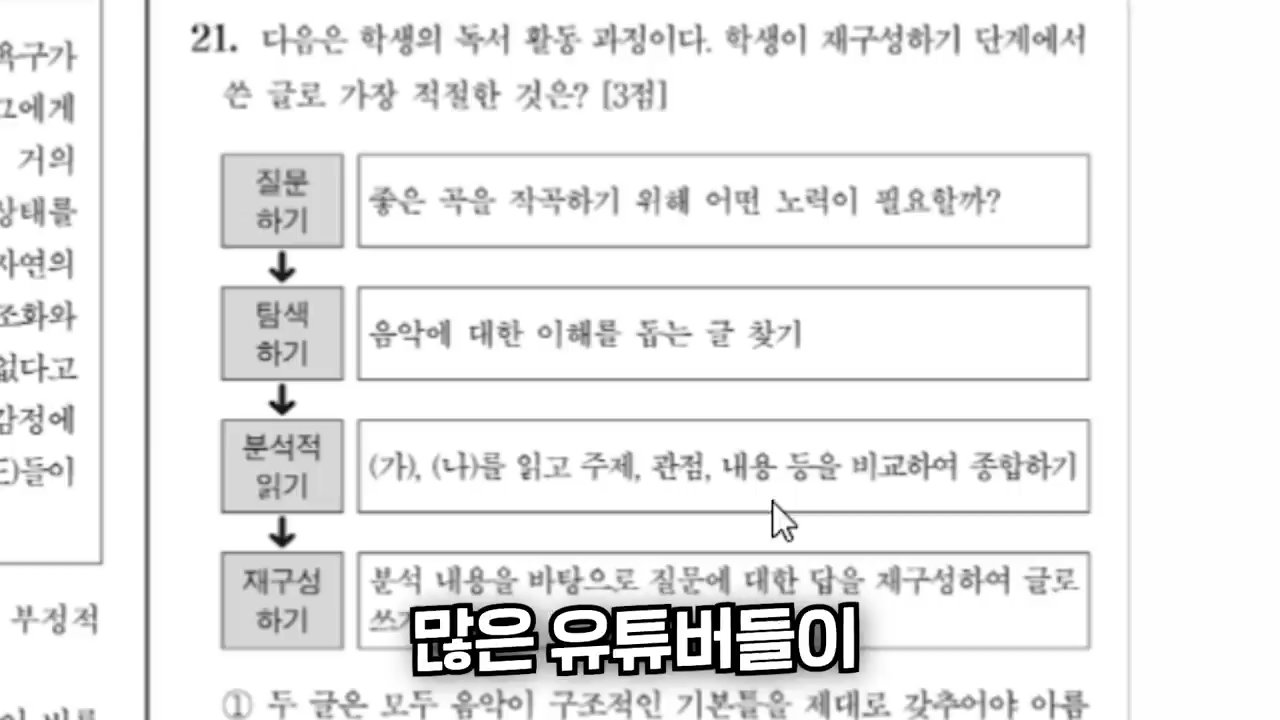 욕구가
그에게
거의
상태를
자연의
조화와
없다고
감정에
들이
부정적
21. 다음은 학생의 독서 활동 과정이다. 학생이 재구성하기 단계에서
쓴 글로 가장 적절한 것은? [3점]
질문
하기
좋은 곡을 작곡하기 위해 어떤 노력이 필요할까?
탐색
하기
음악에 대한 이해를 돕는 글 찾기
분석적
읽기
(가), (나)를 읽고 주제, 관점, 내용 등을 비교하여 종합하기
재구성
하기
분석 내용을 바탕으로 질문에 대한 답을 재구성하여 글로
많은 유튜버들이
① 두 글은 모두 음악이 구조적인 기본틀을 제대로 갖추어야 아름